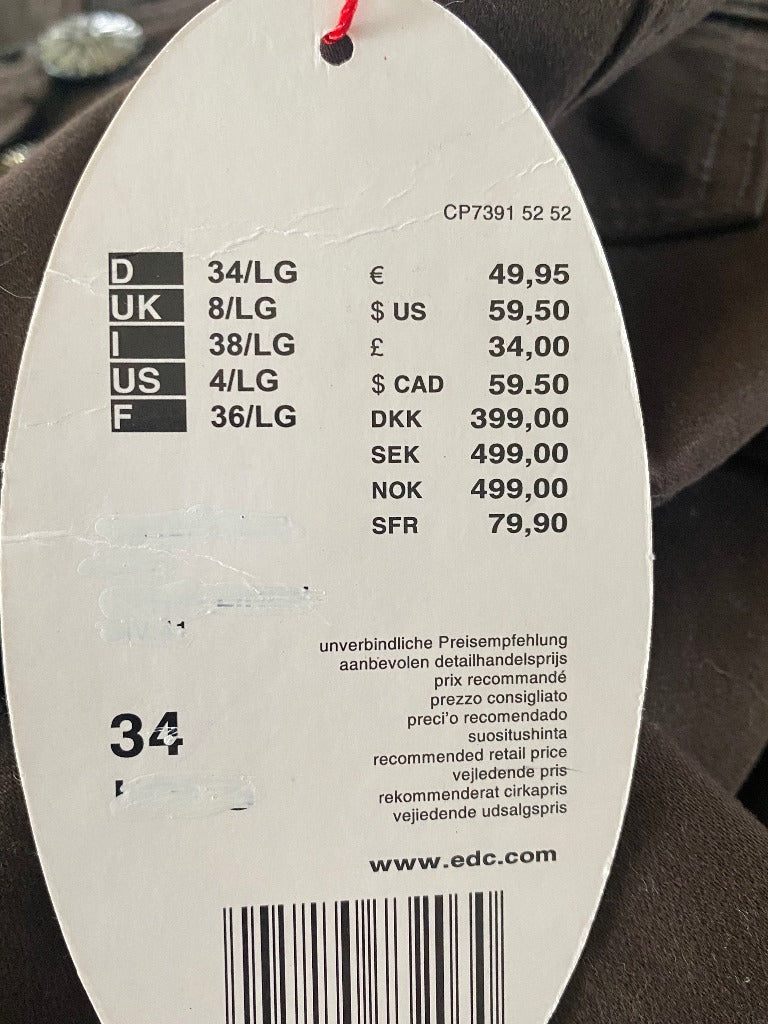 CP7391 52 52
D 34/LG € 49,95
UK 8/LG $ US 59,50
I 38/LG £ 34,00
US 4/LG $ CAD 59.50
F 36/LG DKK 399,00
SEK 499,00
NOK 499,00
SFR 79,90
unverbindliche Preisempfehlung
aanbevolen detailhandelsprijs
prix recommandé
prezzo consigliato
preci'o recomendado
suositushinta
recommended retail price
vejledende pris
rekommenderat cirkapris
vejiedende udsalgspris
34
www.edc.com